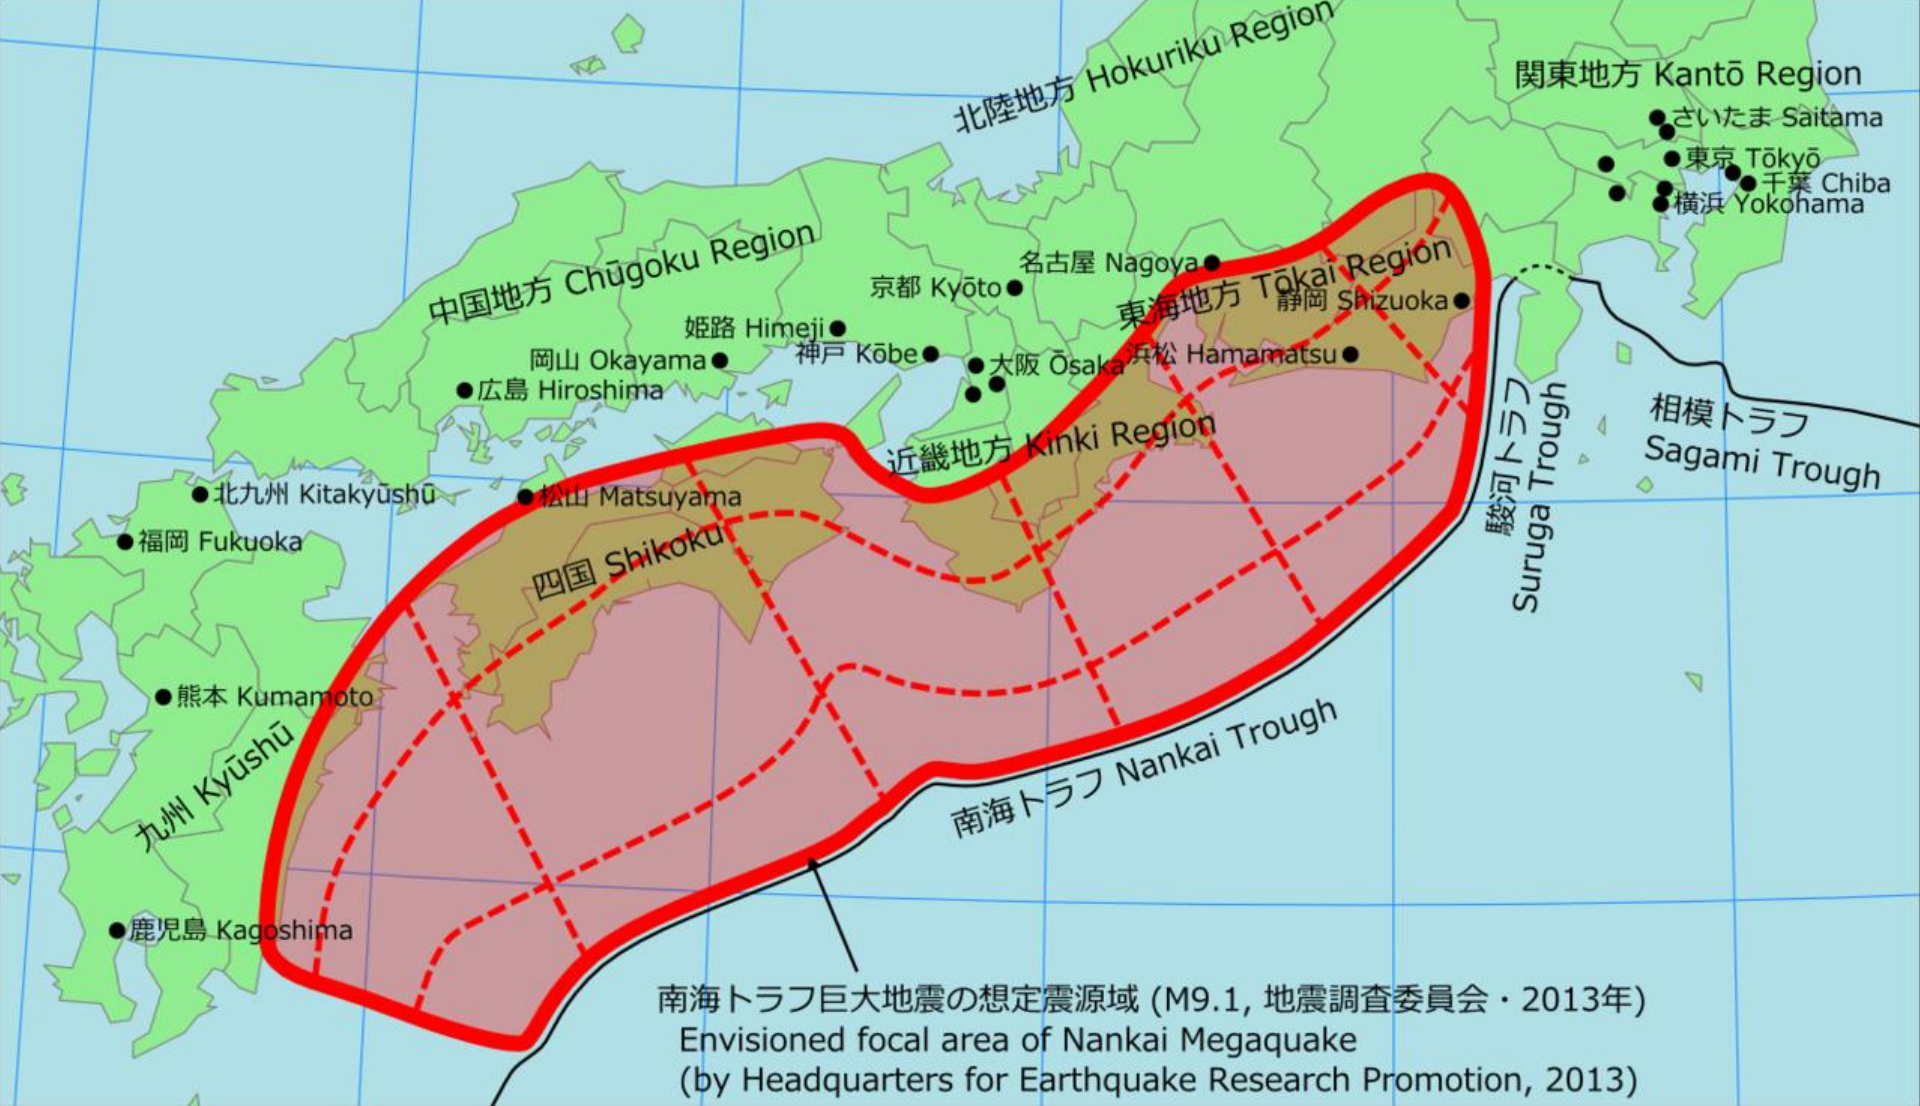 北陸地方 Hokuriku Region
関東地方 Kantō Region
さいたま Saitama
東京 Tōkyō
千葉 Chiba
横浜 Yokohama
中国地方 Chūgoku Region
名古屋 Nagoya
東海地方 Tōkai Region
京都 Kyōto
静岡 Shizuoka
姫路 Himeji
神戸 Kōbe
浜松 Hamamatsu
岡山 Okayama
大阪 Ōsaka
広島 Hiroshima
近畿地方 Kinki Region
相模トラフ
Sagami Trough
駿河トラフ
Suruga Trough
北九州 Kitakyūshū
松山 Matsuyama
福岡 Fukuoka
四国 Shikoku
熊本 Kumamoto
九州 Kyūshū
南海トラフ Nankai Trough
鹿児島 Kagoshima
南海トラフ巨大地震の想定震源域 (M9.1, 地震調査委員会・2013年)
Envisioned focal area of Nankai Megaquake
(by Headquarters for Earthquake Research Promotion, 2013)